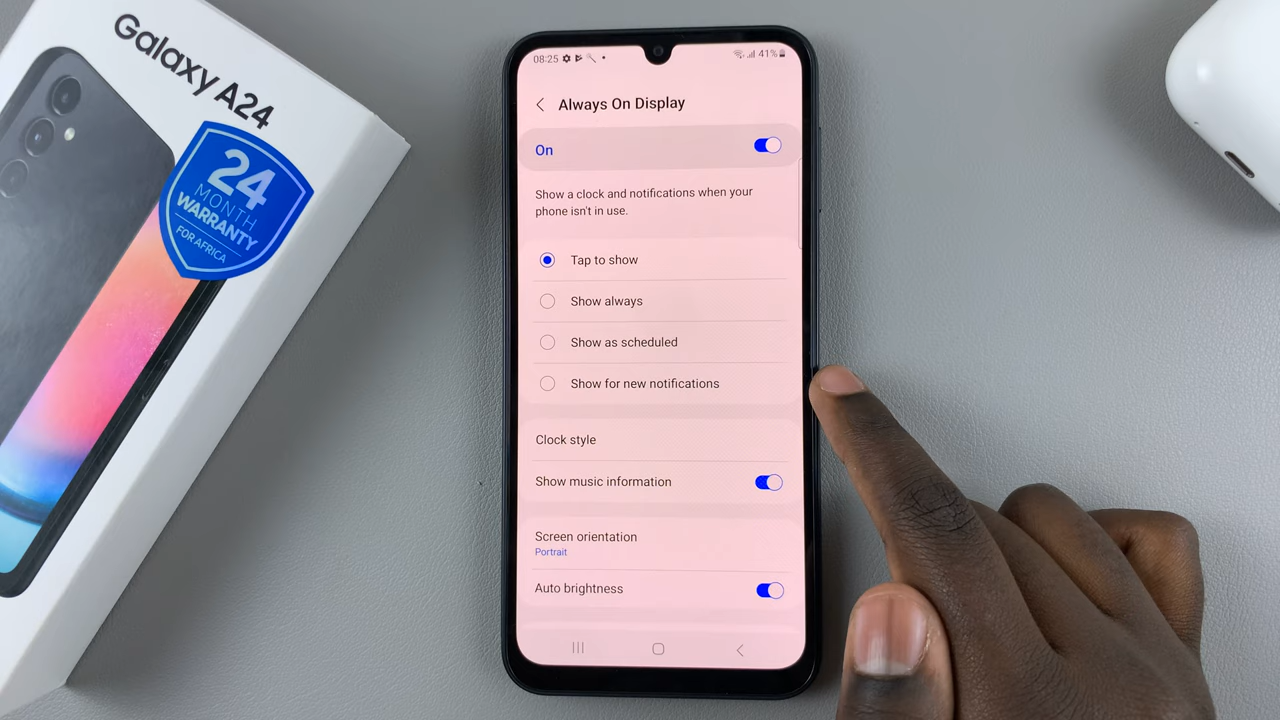 Galaxy A24
24
MONTH
WARRANTY
FOR AFRICA
08:25
41%
Always On Display
On
Show a clock and notifications when your
phone isn't in use.
Tap to show
Show always
Show as scheduled
Show for new notifications
Clock style
Show music information
Screen orientation
Portrait
Auto brightness